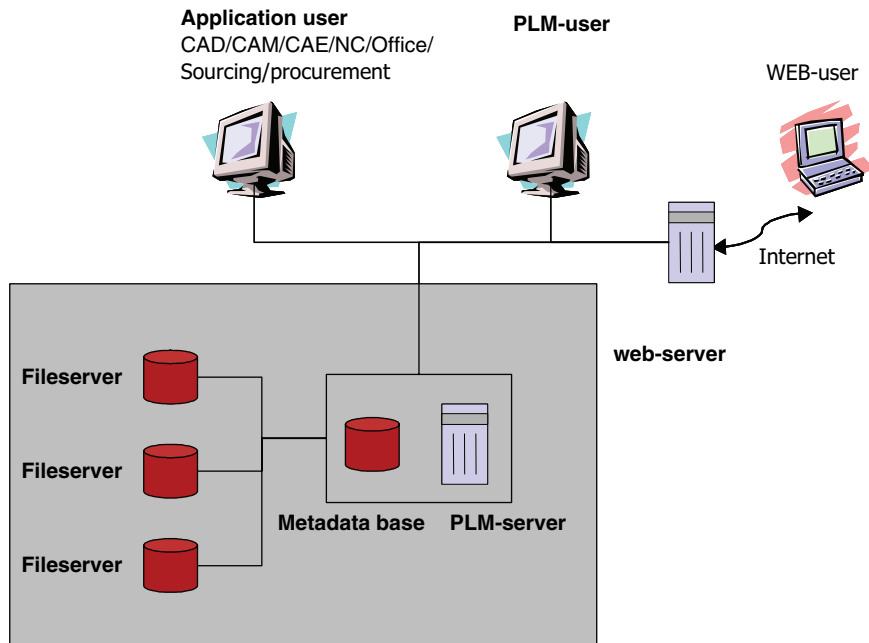 Application user
CAD/CAM/CAE/NC/Office/
Sourcing/procurement
PLM-user
WEB-user
Internet
web-server
Fileserver
Fileserver
Fileserver
Metadata base
PLM-server